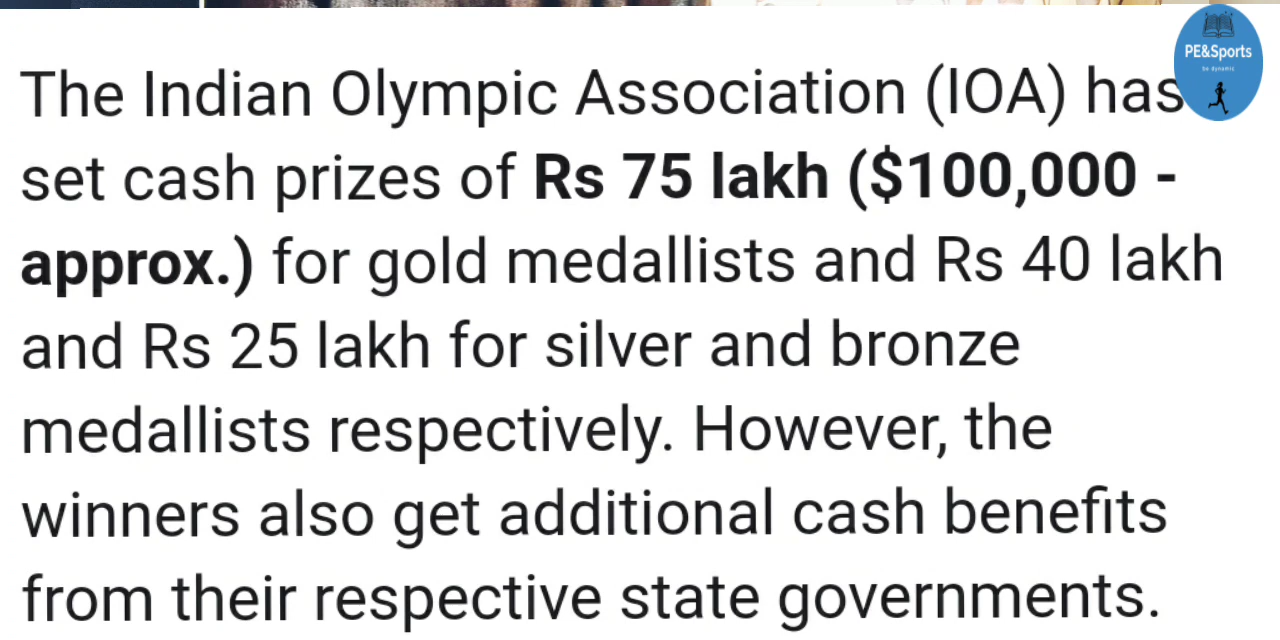 PE&Sports
be dynamic
The Indian Olympic Association (IOA) has
set cash prizes of Rs 75 lakh ($100,000 -
approx.) for gold medallists and Rs 40 lakh
and Rs 25 lakh for silver and bronze
medallists respectively. However, the
winners also get additional cash benefits
from their respective state governments.